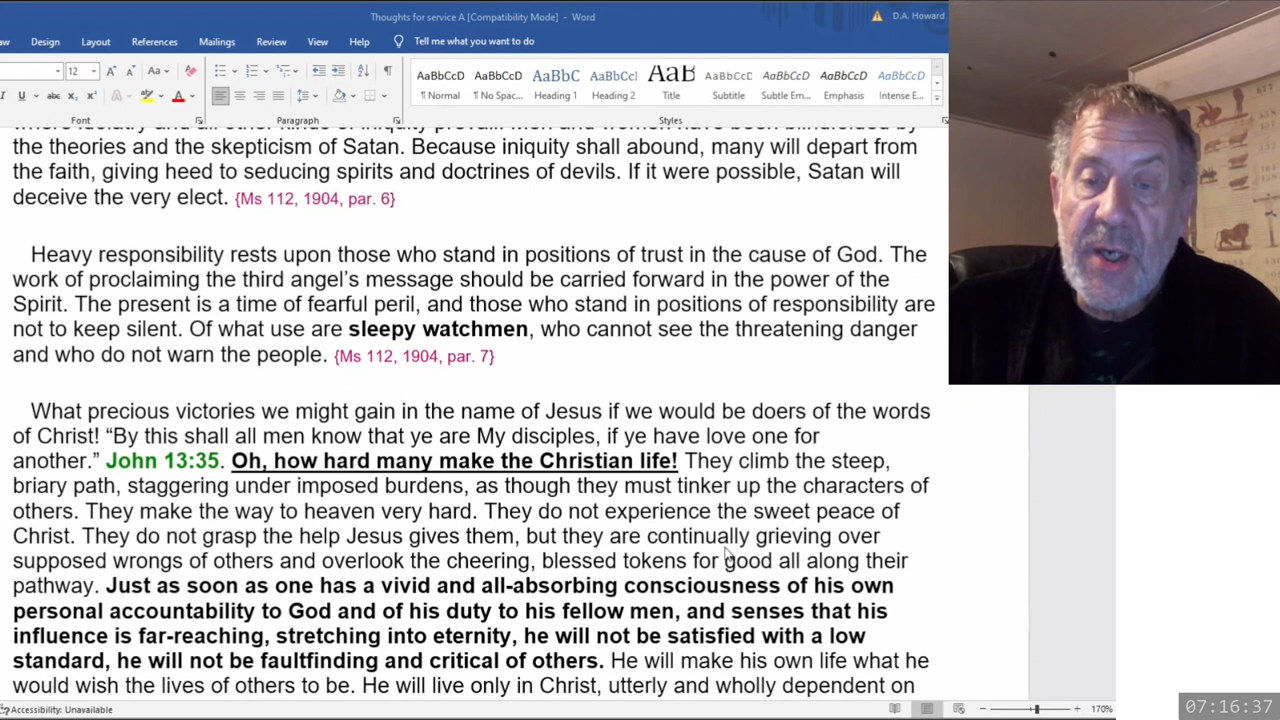 Thoughts for service A [Compatibility Mode] - Word
D.A. Howard
Design Layout References Mailings Review View Help Tell me what you want to do
12 Aa
AaBbCcD AaBbCcD AaBbC AaBbCcD AaB AaBbCcD AaBbCcD AaBbCcD AaBbCcD
¶ Normal ¶ No Spac... Heading 1 Heading 2 Title Subtitle Subtle Em... Emphasis Intense E...
Font Paragraph Styles
where idolatry and all other kinds of iniquity prevail. Men and women have been blindfolded by
the theories and the skepticism of Satan. Because iniquity shall abound, many will depart from
the faith, giving heed to seducing spirits and doctrines of devils. If it were possible, Satan will
deceive the very elect. {Ms 112, 1904, par. 6}
Heavy responsibility rests upon those who stand in positions of trust in the cause of God. The
work of proclaiming the third angel’s message should be carried forward in the power of the
Spirit. The present is a time of fearful peril, and those who stand in positions of responsibility are
not to keep silent. Of what use are sleepy watchmen, who cannot see the threatening danger
and who do not warn the people. {Ms 112, 1904, par. 7}
What precious victories we might gain in the name of Jesus if we would be doers of the words
of Christ! “By this shall all men know that ye are My disciples, if ye have love one for
another.” John 13:35. Oh, how hard many make the Christian life! They climb the steep,
briary path, staggering under imposed burdens, as though they must tinker up the characters of
others. They make the way to heaven very hard. They do not experience the sweet peace of
Christ. They do not grasp the help Jesus gives them, but they are continually grieving over
supposed wrongs of others and overlook the cheering, blessed tokens for good all along their
pathway. Just as soon as one has a vivid and all-absorbing consciousness of his own
personal accountability to God and of his duty to his fellow men, and senses that his
influence is far-reaching, stretching into eternity, he will not be satisfied with a low
standard, he will not be faultfinding and critical of others. He will make his own life what he
would wish the lives of others to be. He will live only in Christ, utterly and wholly dependent on
Accessibility: Unavailable
170%
07:16:37